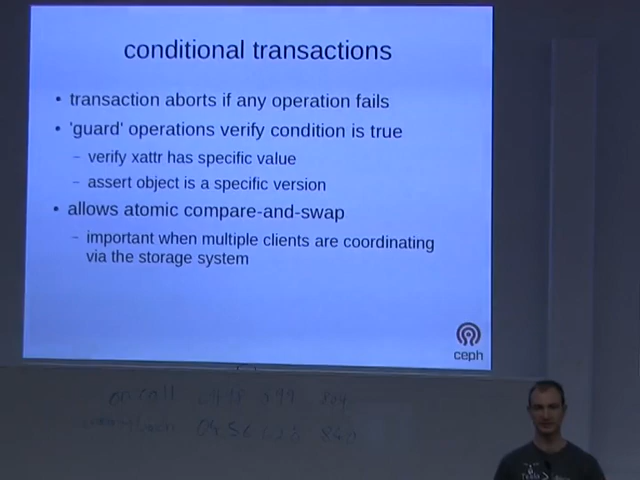 conditional transactions
• transaction aborts if any operation fails
• 'guard' operations verify condition is true
– verify xattr has specific value
– assert object is a specific version
• allows atomic compare-and-swap
– important when multiple clients are coordinating
via the storage system
ceph
on call